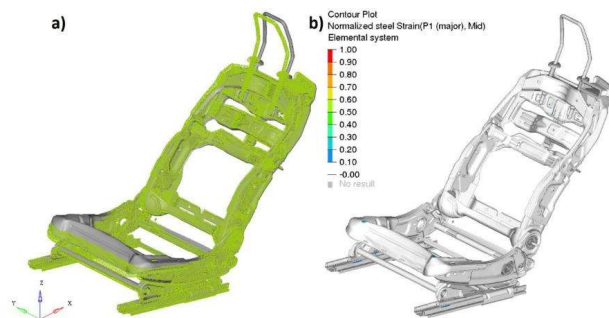 a)
b)
Contour Plot
Normalized steel Strain(P1 (major), Mid)
Elemental system
1.00
0.90
0.80
0.70
0.60
0.50
0.40
0.30
0.20
0.10
-0.00
No result
Z
Y
X